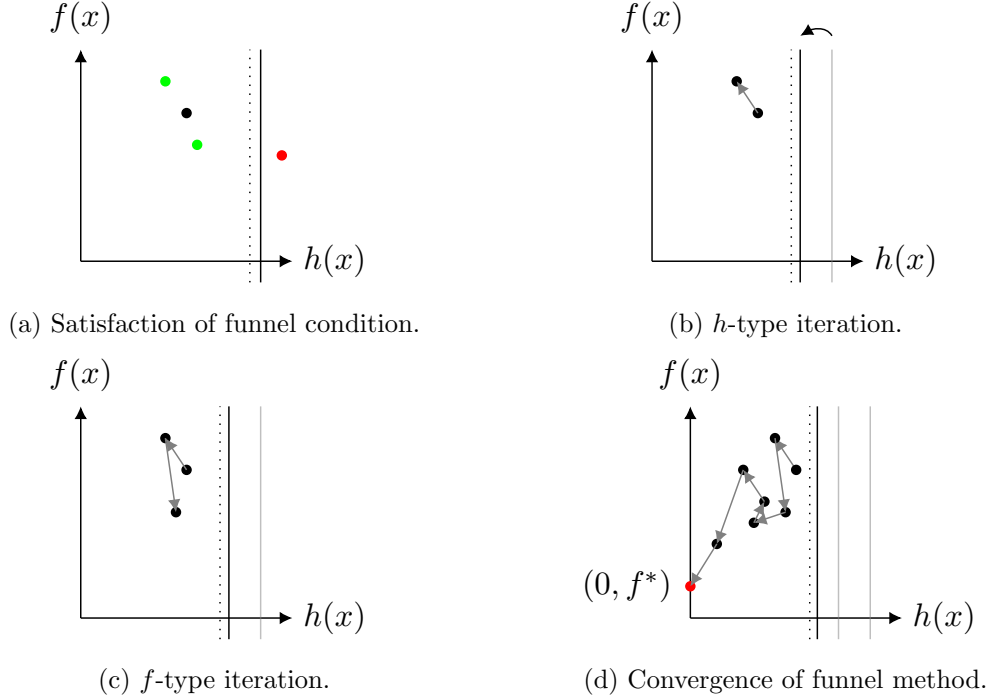 f(x)
h(x)
(a) Satisfaction of funnel condition.
f(x)
h(x)
(b) h-type iteration.
f(x)
h(x)
(c) f-type iteration.
f(x)
(0, f*)
h(x)
(d) Convergence of funnel method.